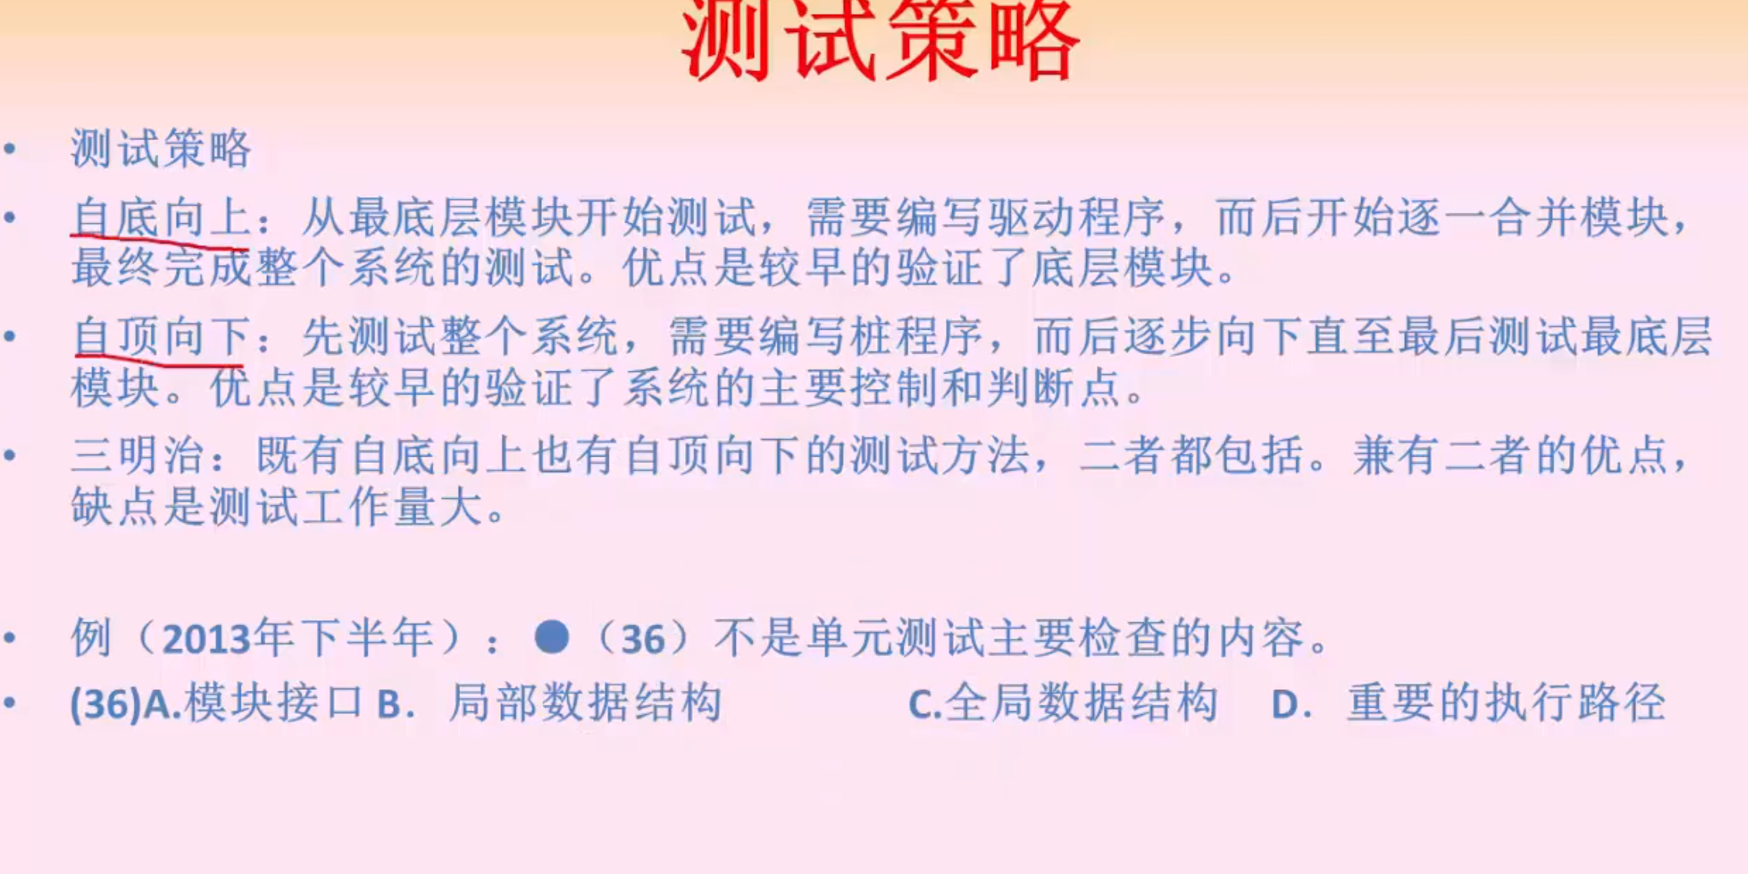 测试策略
• 测试策略
• 自底向上：从最底层模块开始测试，需要编写驱动程序，而后开始逐一合并模块，
最终完成整个系统的测试。优点是较早的验证了底层模块。
• 自顶向下：先测试整个系统，需要编写桩程序，而后逐步向下直至最后测试最底层
模块。优点是较早的验证了系统的主要控制和判断点。
• 三明治：既有自底向上也有自顶向下的测试方法，二者都包括。兼有二者的优点，
缺点是测试工作量大。
• 例（2013年下半年）：●（36）不是单元测试主要检查的内容。
• (36)A.模块接口 B．局部数据结构 C.全局数据结构 D．重要的执行路径